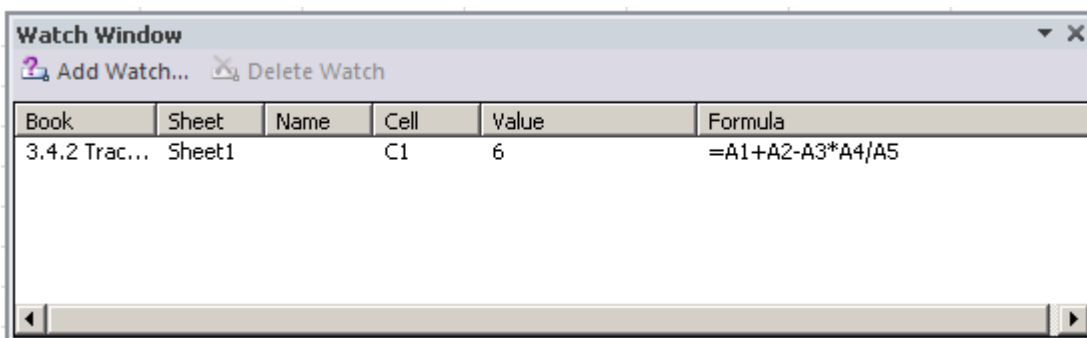 Watch Window
Add Watch... Delete Watch
Book Sheet Name Cell Value Formula
3.4.2 Trac... Sheet1 C1 6 =A1+A2-A3*A4/A5